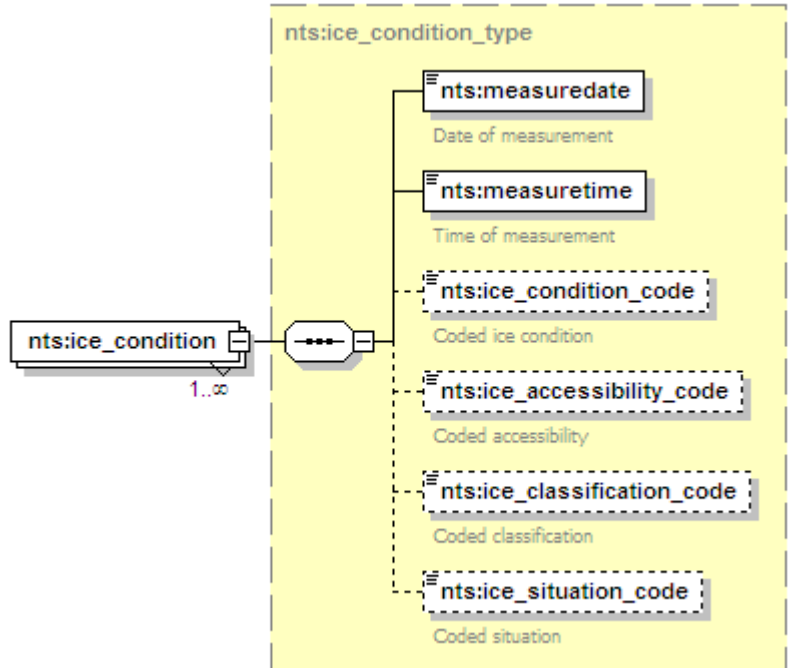 nts:ice_condition_type
nts:measuredate
Date of measurement
nts:measuretime
Time of measurement
nts:ice_condition_code
Coded ice condition
nts:ice_condition
1..∞
nts:ice_accessibility_code
Coded accessibility
nts:ice_classification_code
Coded classification
nts:ice_situation_code
Coded situation